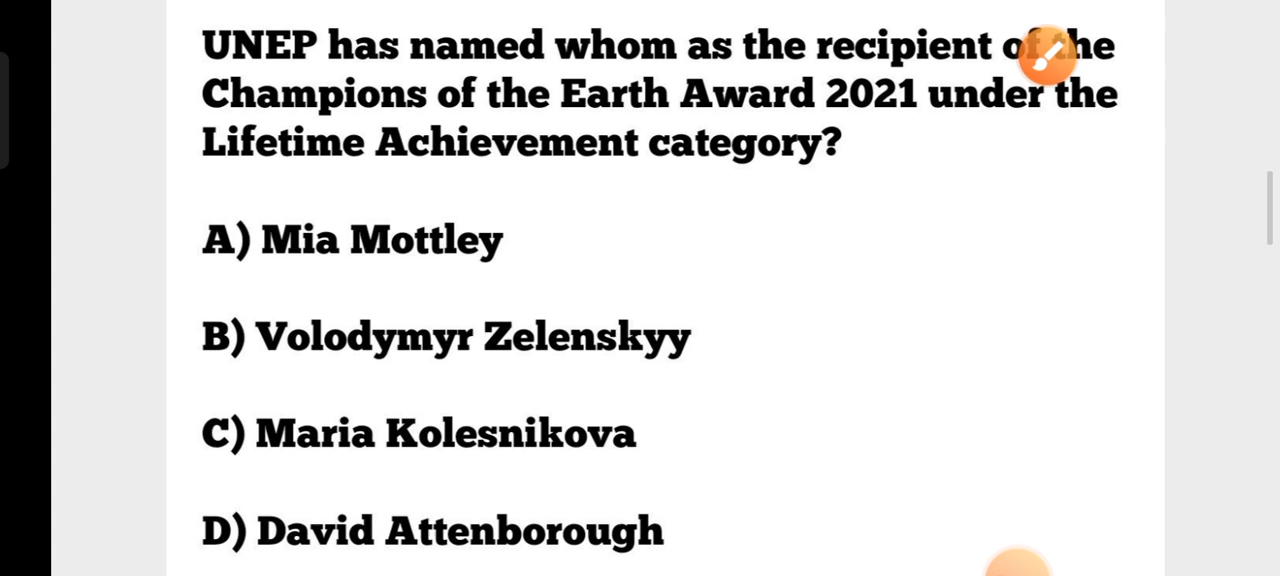 UNEP has named whom as the recipient of the
Champions of the Earth Award 2021 under the
Lifetime Achievement category?
A) Mia Mottley
B) Volodymyr Zelenskyy
C) Maria Kolesnikova
D) David Attenborough